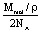 M_mol / ρ
2N_A